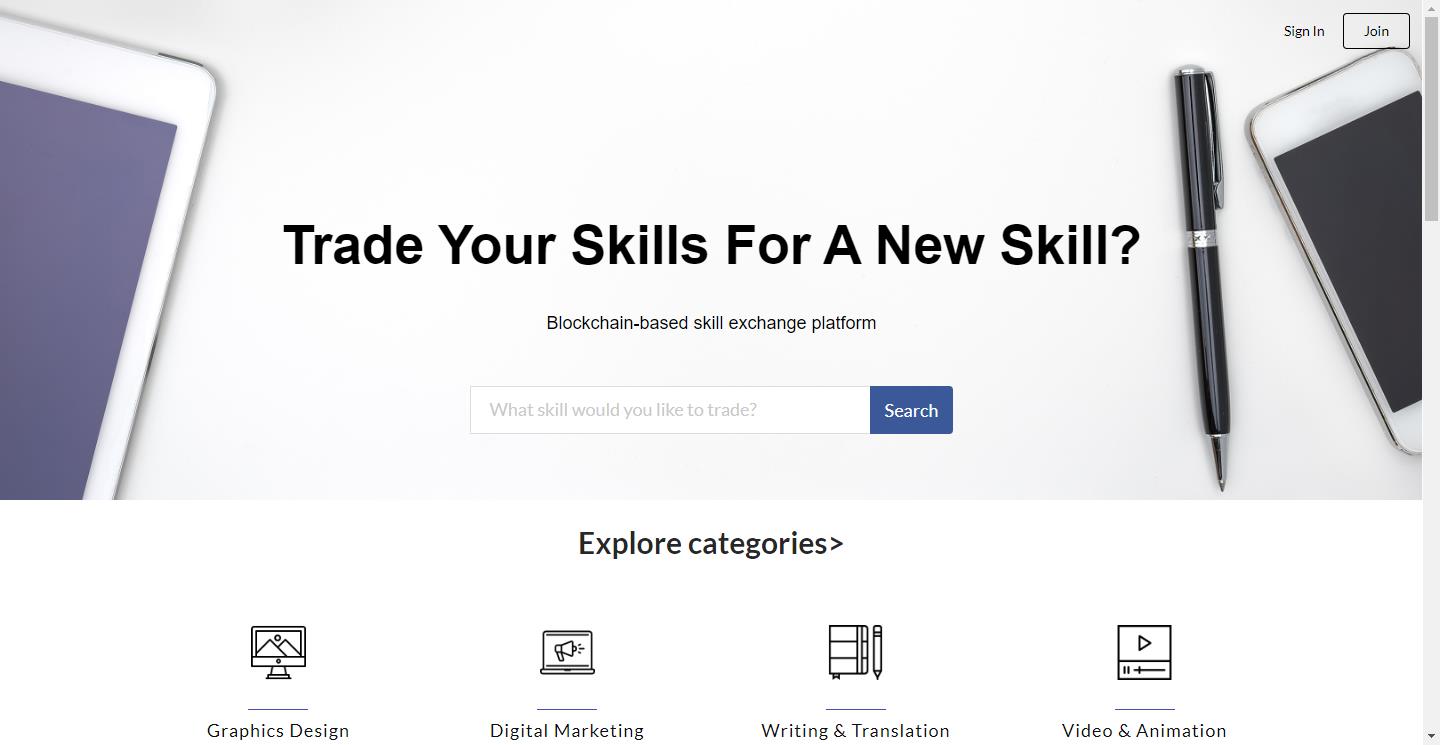 Sign In
Join
Trade Your Skills For A New Skill?
Blockchain-based skill exchange platform
What skill would you like to trade?
Search
Explore categories>
Graphics Design
Digital Marketing
Writing & Translation
Video & Animation